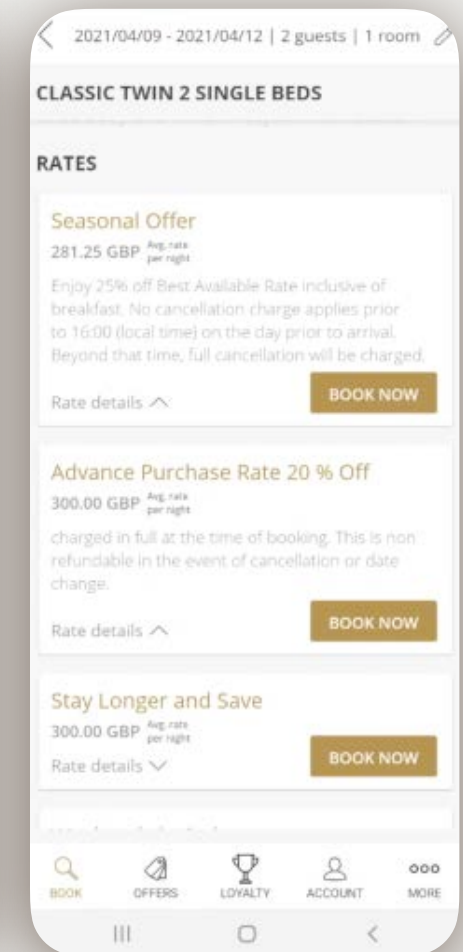 2021/04/09 - 2021/04/12 | 2 guests | 1 room
CLASSIC TWIN 2 SINGLE BEDS
RATES
Seasonal Offer
281.25 GBP Avg. rate per night
Enjoy 25% off Best Available Rate inclusive of
breakfast. No cancellation charge applies prior
to 16:00 (local time) on the day prior to arrival.
Beyond that time, full cancellation will be charged.
Rate details
BOOK NOW
Advance Purchase Rate 20 % Off
300.00 GBP Avg. rate per night
charged in full at the time of booking. This is non
refundable in the event of cancellation or date
change.
Rate details
BOOK NOW
Stay Longer and Save
300.00 GBP Avg. rate per night
Rate details
BOOK NOW
BOOK OFFERS LOYALTY ACCOUNT MORE